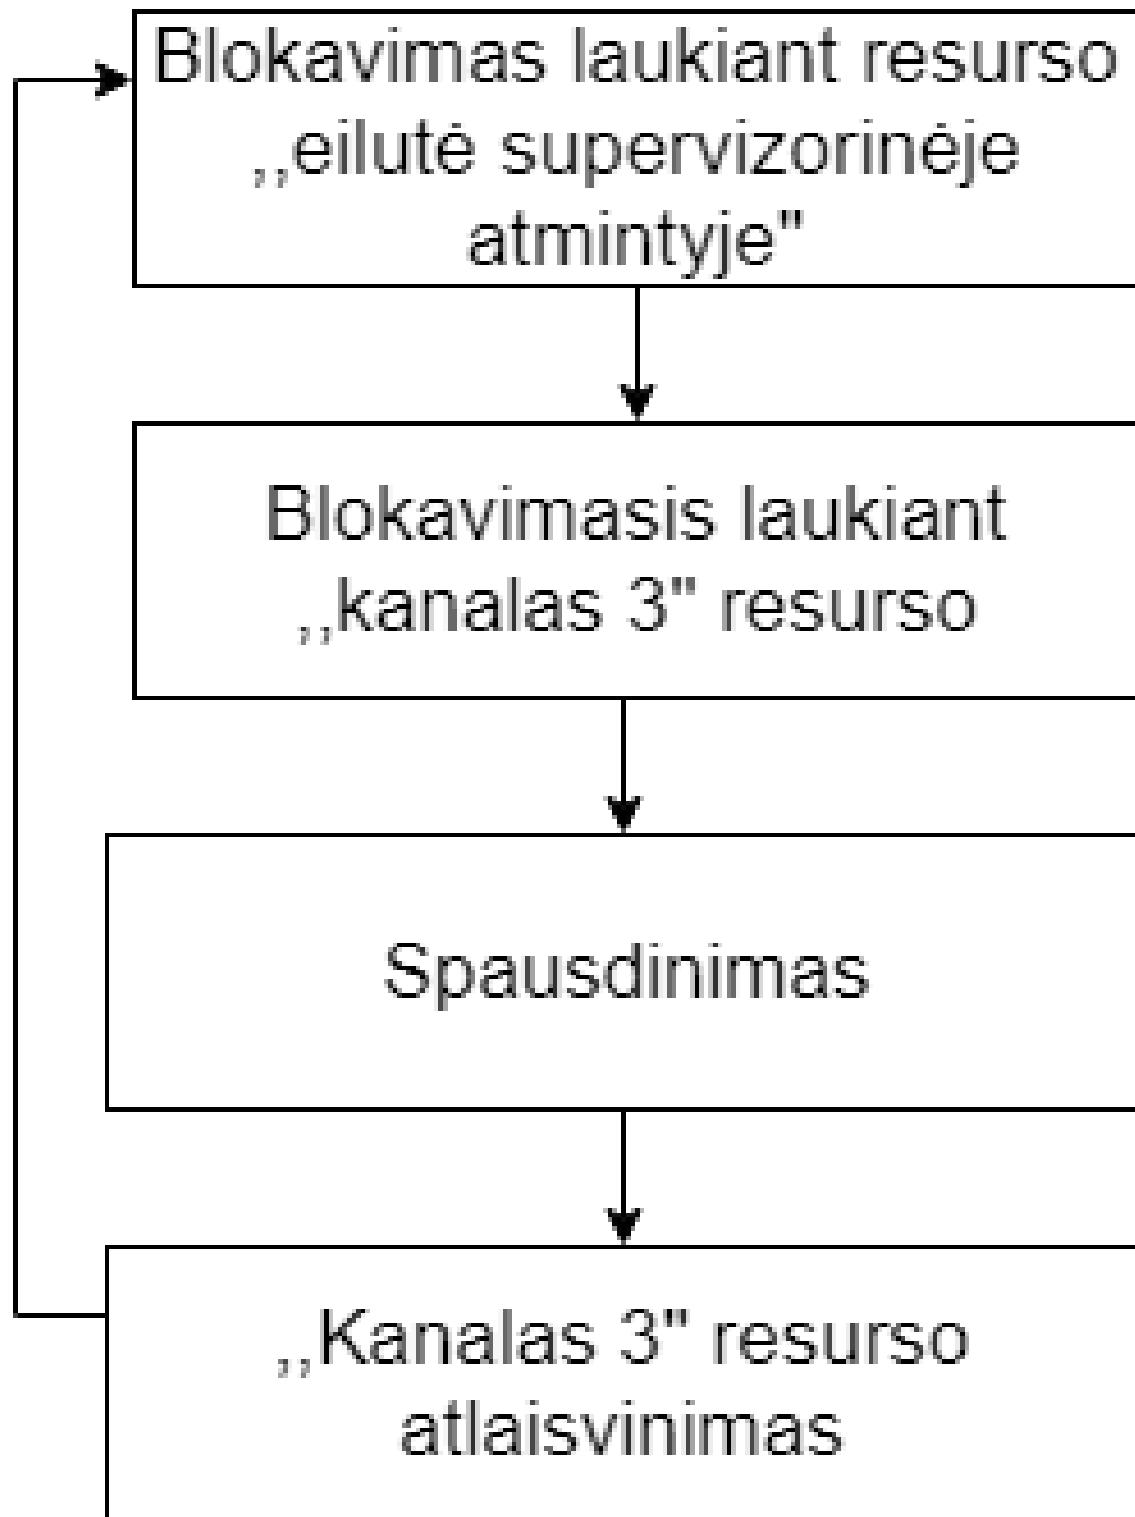 Blokavimas laukiant resurso
,,eilutė supervizorinėje
atmintyje"
Blokavimasis laukiant
,,kanalas 3" resurso
Spausdinimas
,,Kanalas 3" resurso
atlaisvinimas